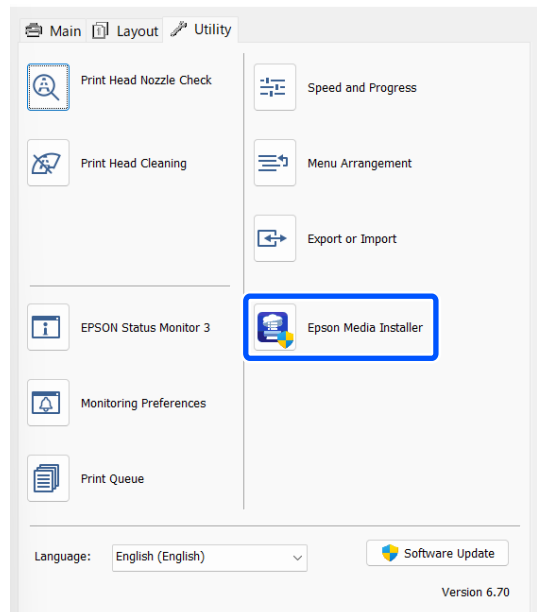 Main Layout Utility
Print Head Nozzle Check
Speed and Progress
Print Head Cleaning
Menu Arrangement
Export or Import
EPSON Status Monitor 3
Epson Media Installer
Monitoring Preferences
Print Queue
Language: English (English)
Software Update
Version 6.70